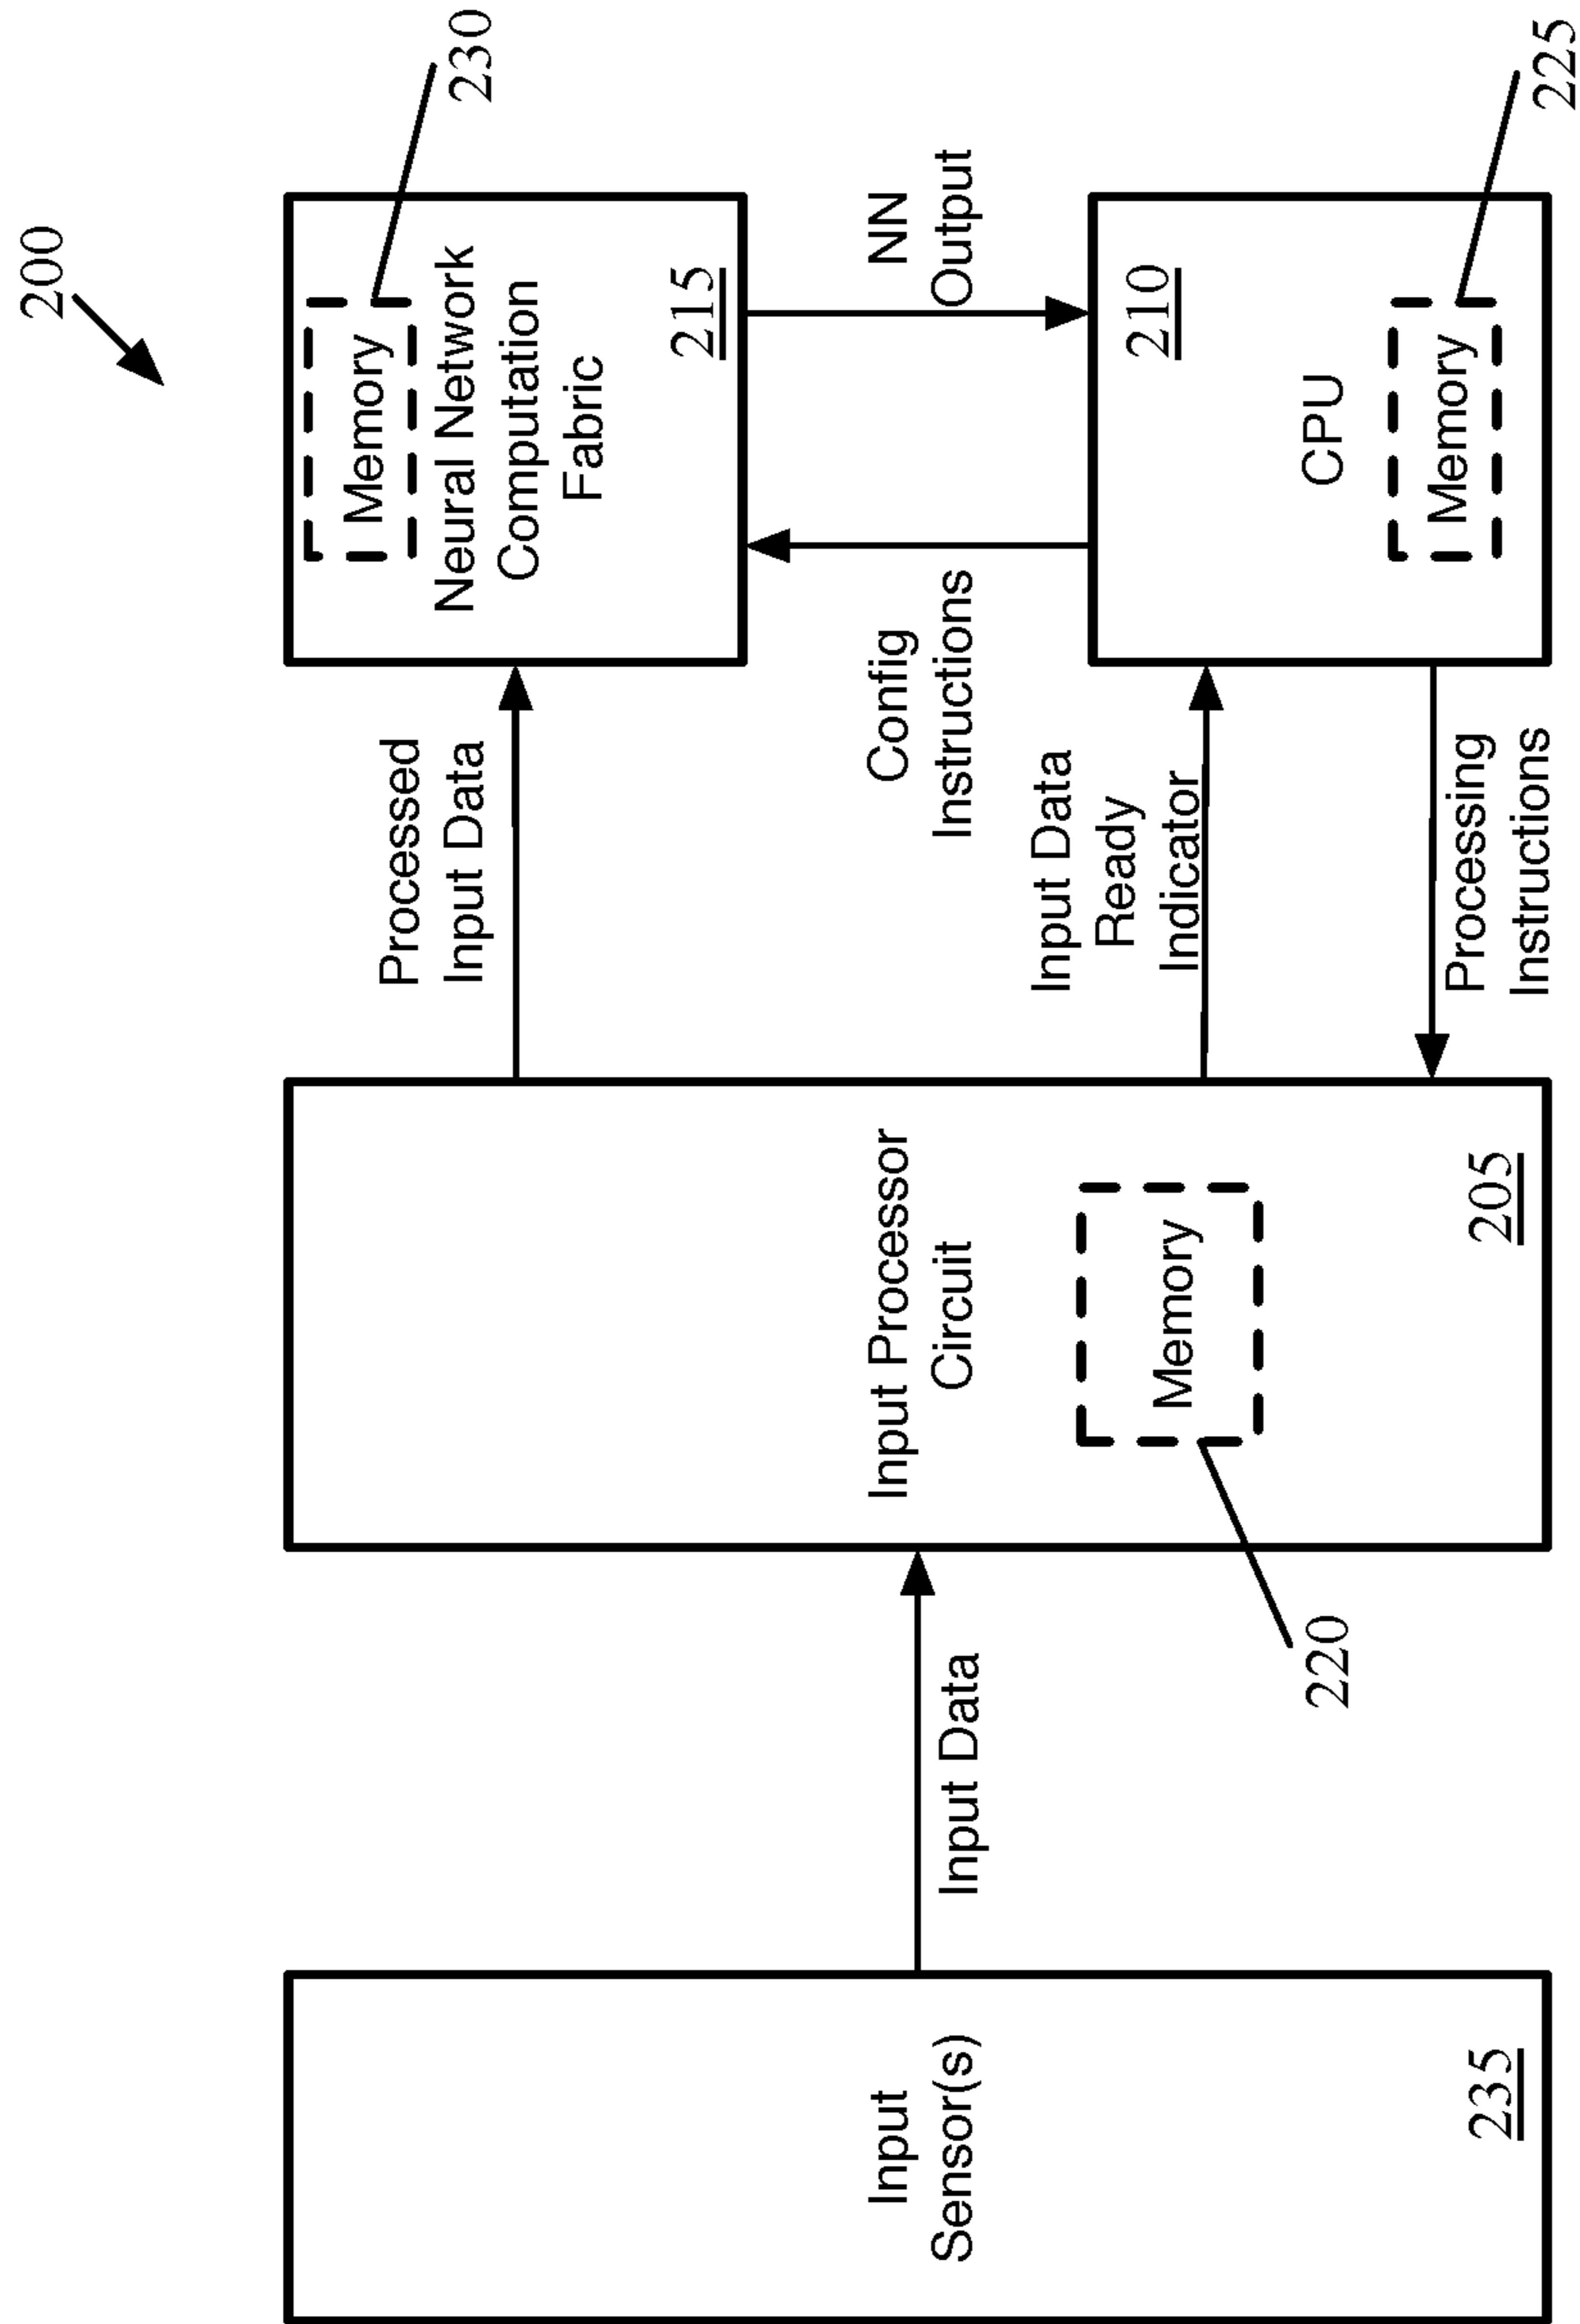 200
Input
Sensor(s)
235
Input Data
Input Processor
Circuit
Memory
205
220
Processed
Input Data
Input Data
Ready
Indicator
Processing
Instructions
Memory
Neural Network
Computation
Fabric
215
230
Config
Instructions
NN
Output
210
CPU
Memory
225